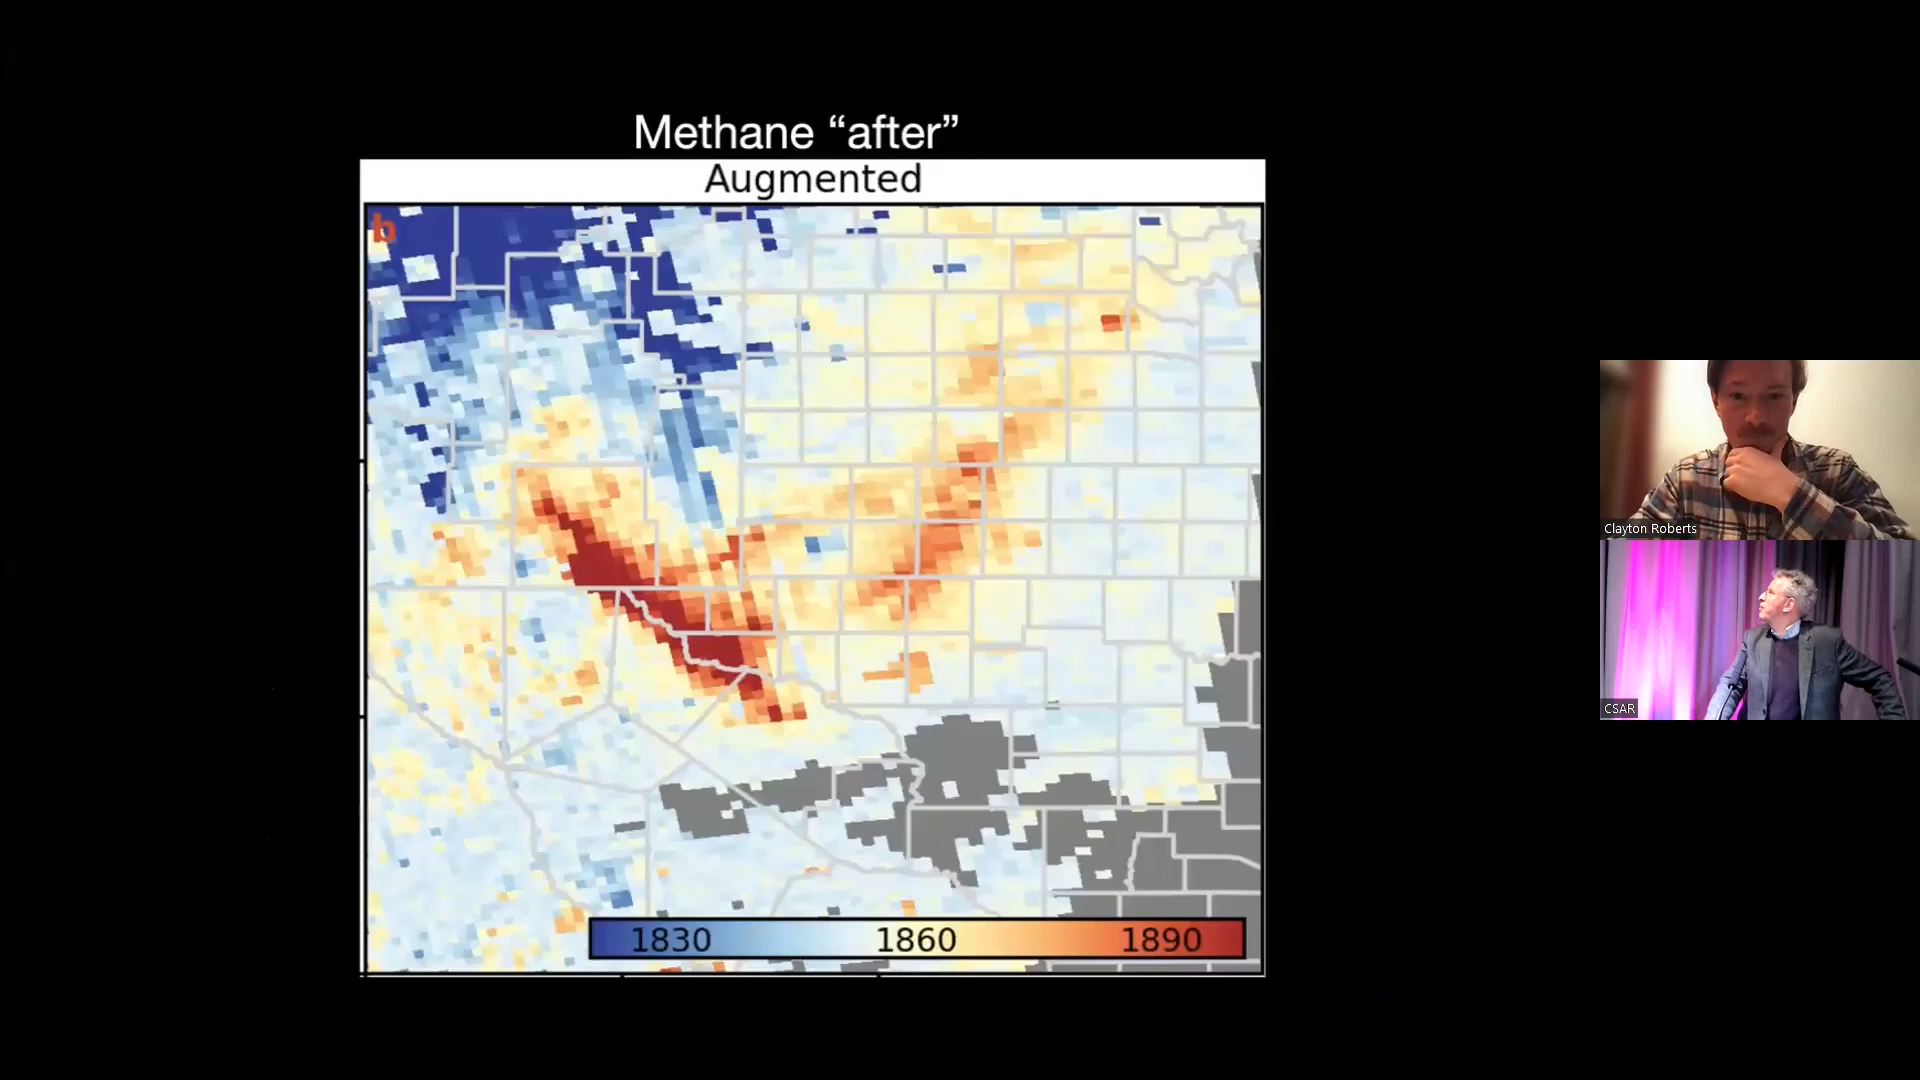 Methane “after”
Augmented
b
1830 1860 1890
Clayton Roberts
CSAR